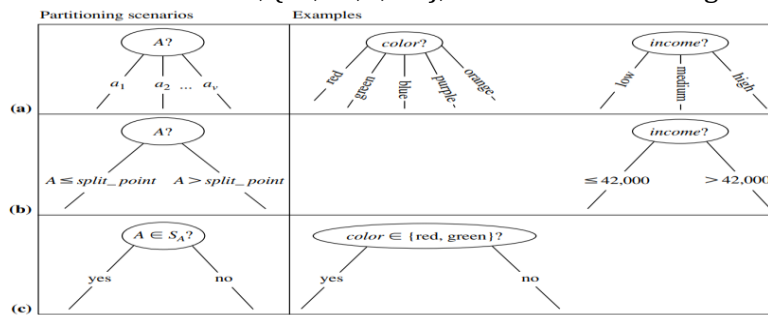 Partitioning scenarios Examples
A? color? income?
a1 a2 ... av red green blue purple orange low medium high
(a)
A? income?
A ≤ split_point A > split_point ≤ 42,000 > 42,000
(b)
A ∈ SA? color ∈ {red, green}?
yes no yes no
(c)